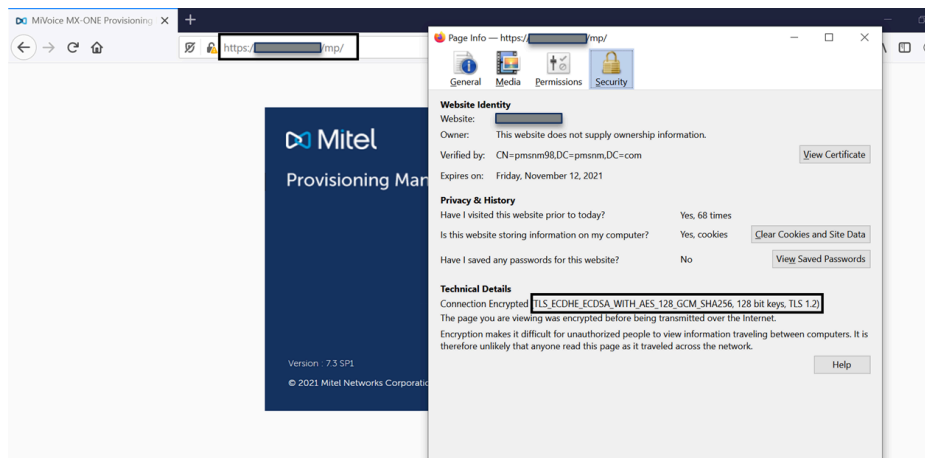 MiVoice MX-ONE Provisioning
https:/ /mp/
Page Info — https:/ /mp/
General Media Permissions Security
Website Identity
Website:
Owner: This website does not supply ownership information.
Verified by: CN=pmsnm98,DC=pmsnm,DC=com View Certificate
Expires on: Friday, November 12, 2021
Privacy & History
Have I visited this website prior to today? Yes, 68 times
Is this website storing information on my computer? Yes, cookies Clear Cookies and Site Data
Have I saved any passwords for this website? No View Saved Passwords
Technical Details
Connection Encrypted (TLS_ECDHE_ECDSA_WITH_AES_128_GCM_SHA256, 128 bit keys, TLS 1.2)
The page you are viewing was encrypted before being transmitted over the Internet.
Encryption makes it difficult for unauthorized people to view information traveling between computers. It is
therefore unlikely that anyone read this page as it traveled across the network.
Help
Mitel
Provisioning Man
Version : 7.3 SP1
© 2021 Mitel Networks Corporatic